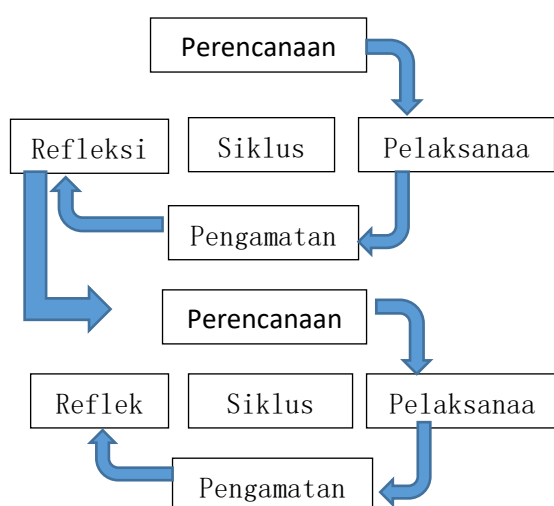 Perencanaan
Refleksi
Siklus
Pelaksanaa
Pengamatan
Perencanaan
Reflek
Siklus
Pelaksanaa
Pengamatan